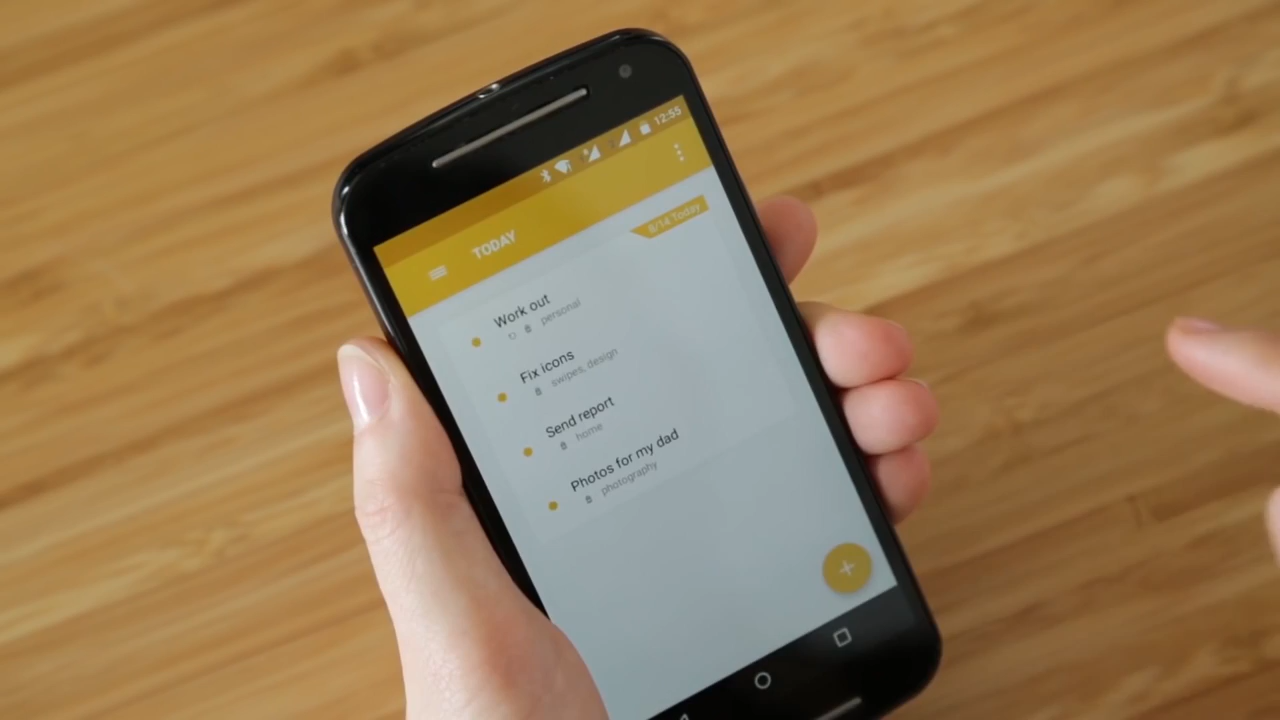 12:55
TODAY
8/14 Today
Work out
personal
Fix icons
swipes, design
Send report
home
Photos for my dad
photography